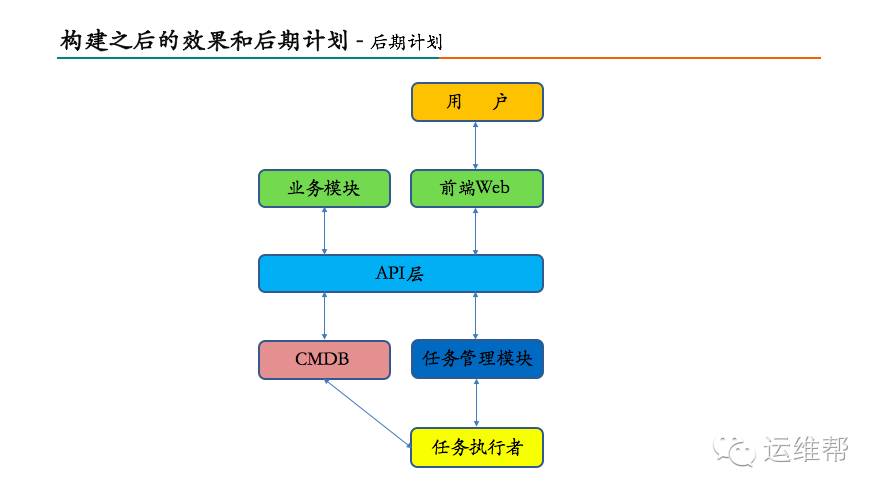 构建之后的效果和后期计划 - 后期计划
用 户
业务模块 前端Web
API层
CMDB 任务管理模块
任务执行者
运维帮